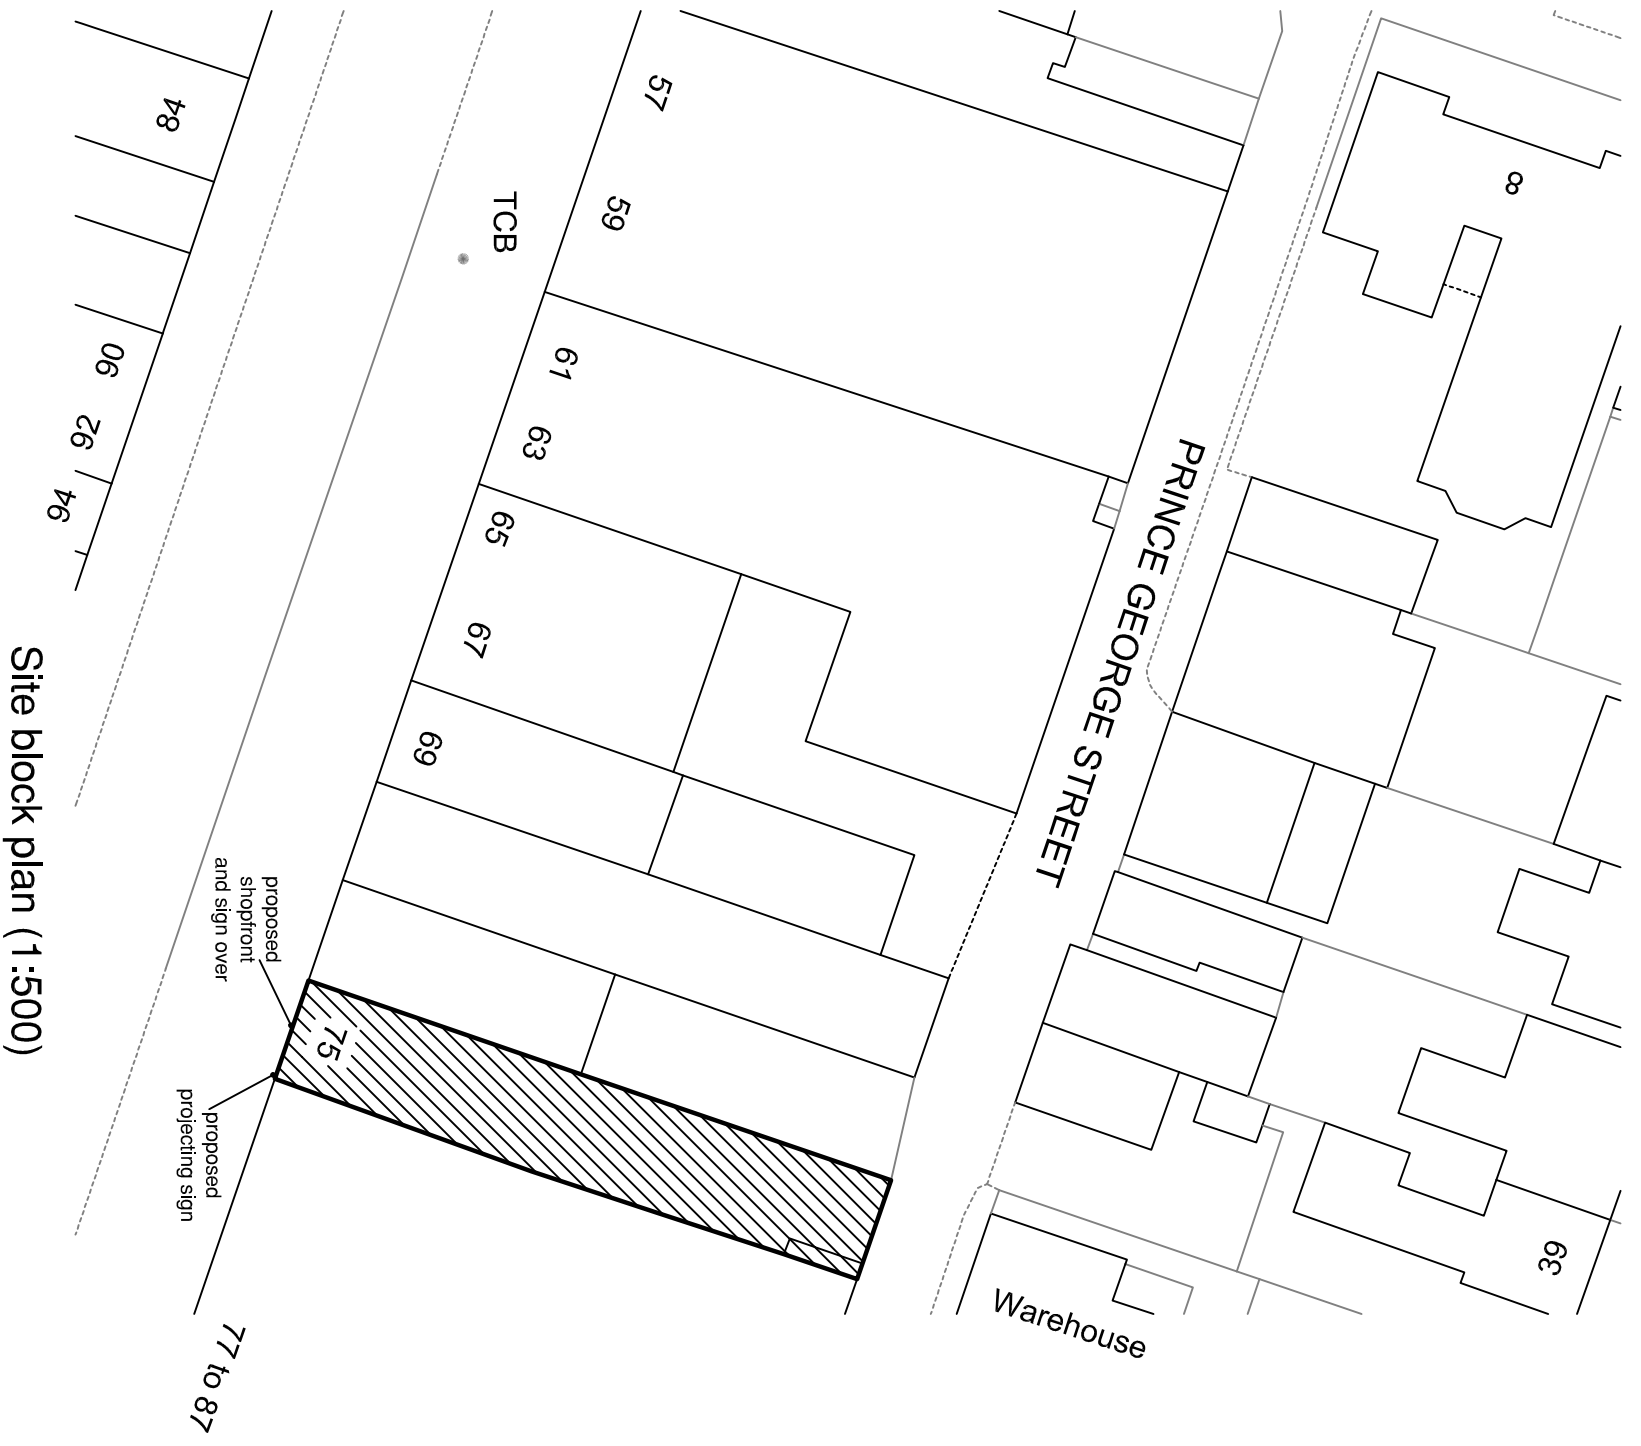 57
59
61
63
65
67
69
75
77 to 87
84
90
92
94
TCB
8
PRINCE GEORGE STREET
39
Warehouse
proposed
shopfront
and sign over
proposed
projecting sign
Site block plan (1:500)